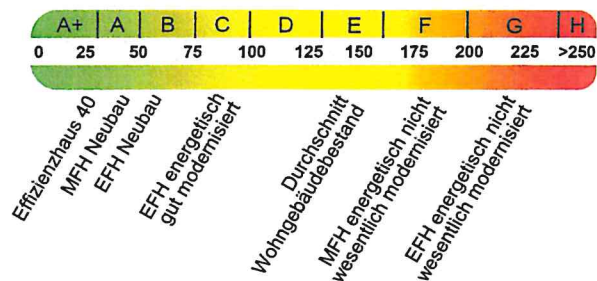 A+ A B C D E F G H
0 25 50 75 100 125 150 175 200 225 >250
Effizienzhaus 40
MFH Neubau
EFH Neubau
EFH energetisch
gut modernisiert
Durchschnitt
Wohngebäudebestand
MFH energetisch nicht
wesentlich modernisiert
EFH energetisch nicht
wesentlich modernisiert